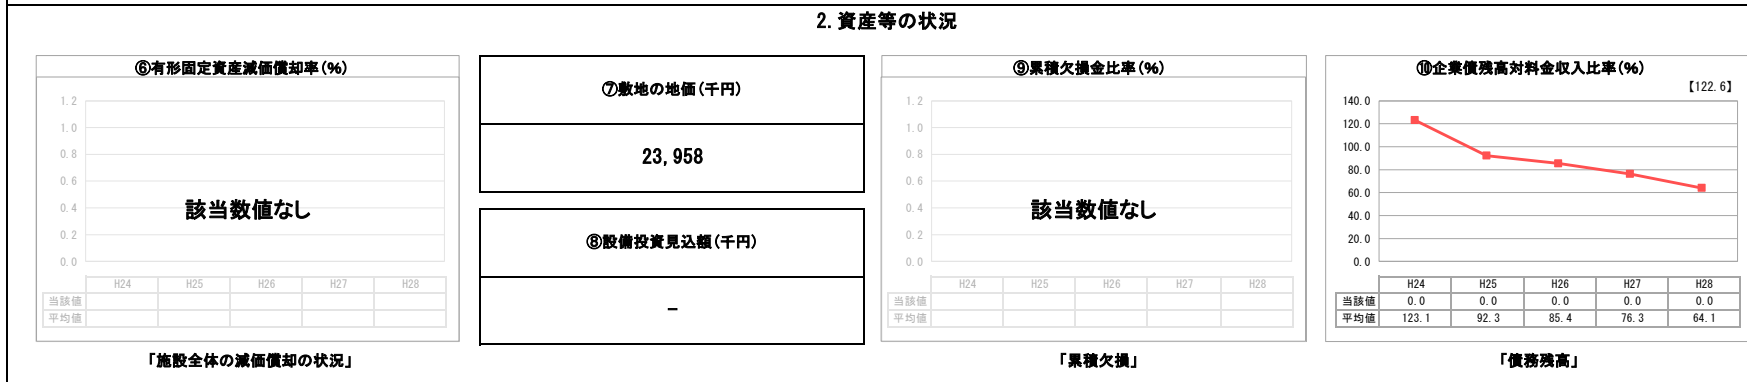 2.資産等の状況
⑥有形固定資産減価償却率(%)
1.2
1.0
0.8
0.6
0.4
0.2
0.0
該当数値なし
H24 H25 H26 H27 H28
当該値
平均値
「施設全体の減価償却の状況」
⑦敷地の地価(千円)
23,958
⑧設備投資見込額(千円)
-
⑨累積欠損金比率(%)
1.2
1.0
0.8
0.6
0.4
0.2
0.0
該当数値なし
H24 H25 H26 H27 H28
当該値
平均値
「累積欠損」
⑩企業債残高対料金収入比率(%)
【122.6】
140.0
120.0
100.0
80.0
60.0
40.0
20.0
0.0
H24 H25 H26 H27 H28
当該値 0.0 0.0 0.0 0.0 0.0
平均値 123.1 92.3 85.4 76.3 64.1
「債務残高」